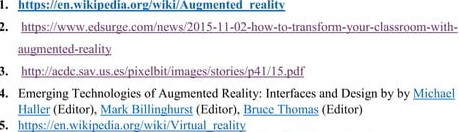 1. https://en.wikipedia.org/wiki/Augmented_reality
2. https://www.edsurge.com/news/2015-11-02-how-to-transform-your-classroom-with-
augmented-reality
3. http://acdc.sav.us.es/pixelbit/images/stories/p41/15.pdf
4. Emerging Technologies of Augmented Reality: Interfaces and Design by by Michael
Haller (Editor), Mark Billinghurst (Editor), Bruce Thomas (Editor)
5. https://en.wikipedia.org/wiki/Virtual_reality